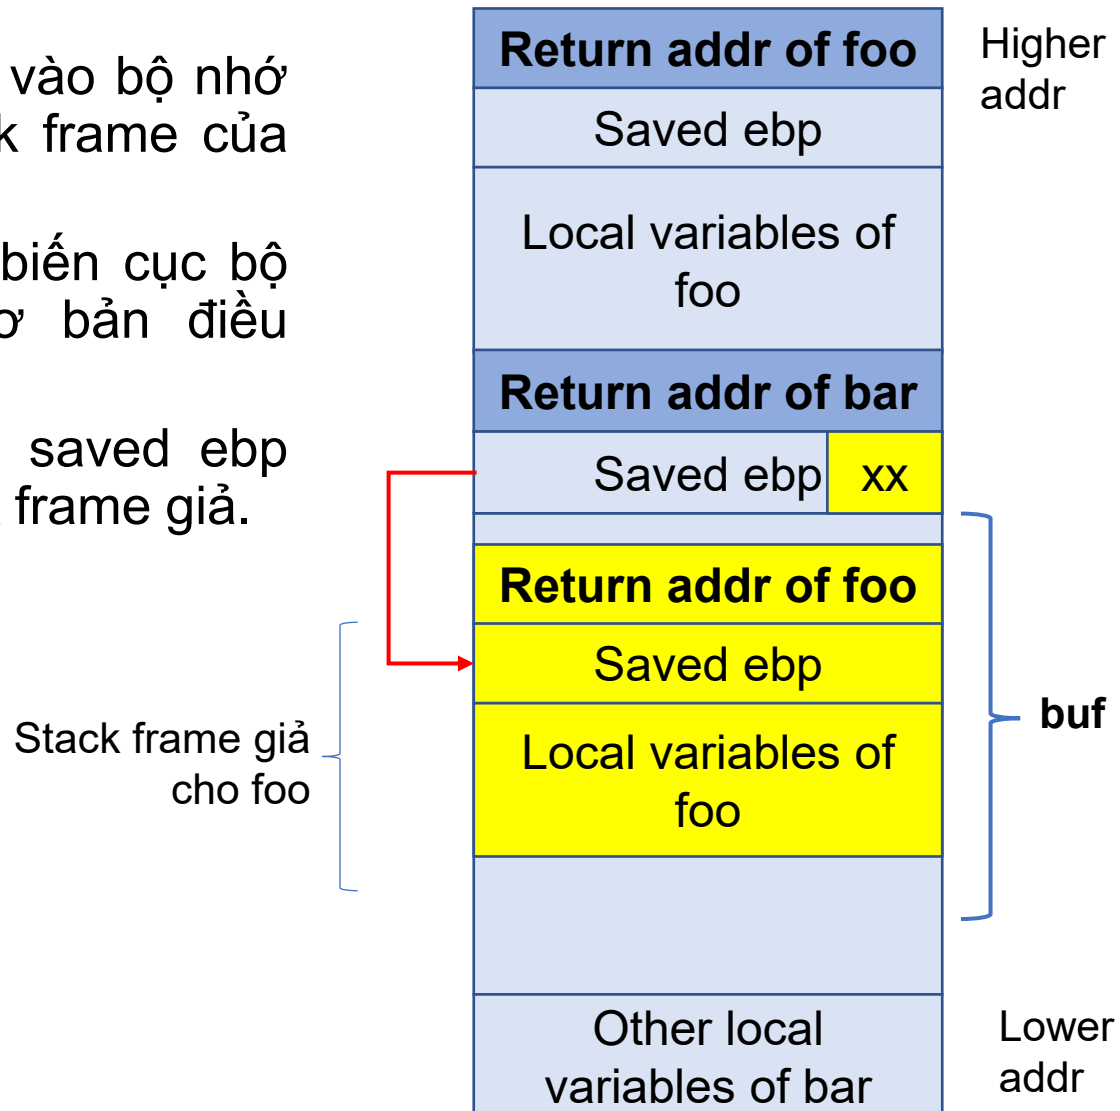 vào bộ nhớ
frame của
biến cục bộ
bản điều
saved ebp
frame giả.
Stack frame giả
cho foo
Return addr of foo
Saved ebp
Local variables of
foo
Return addr of bar
Saved ebp xx
Return addr of foo
Saved ebp
Local variables of
foo
Other local
variables of bar
Higher
addr
buf
Lower
addr